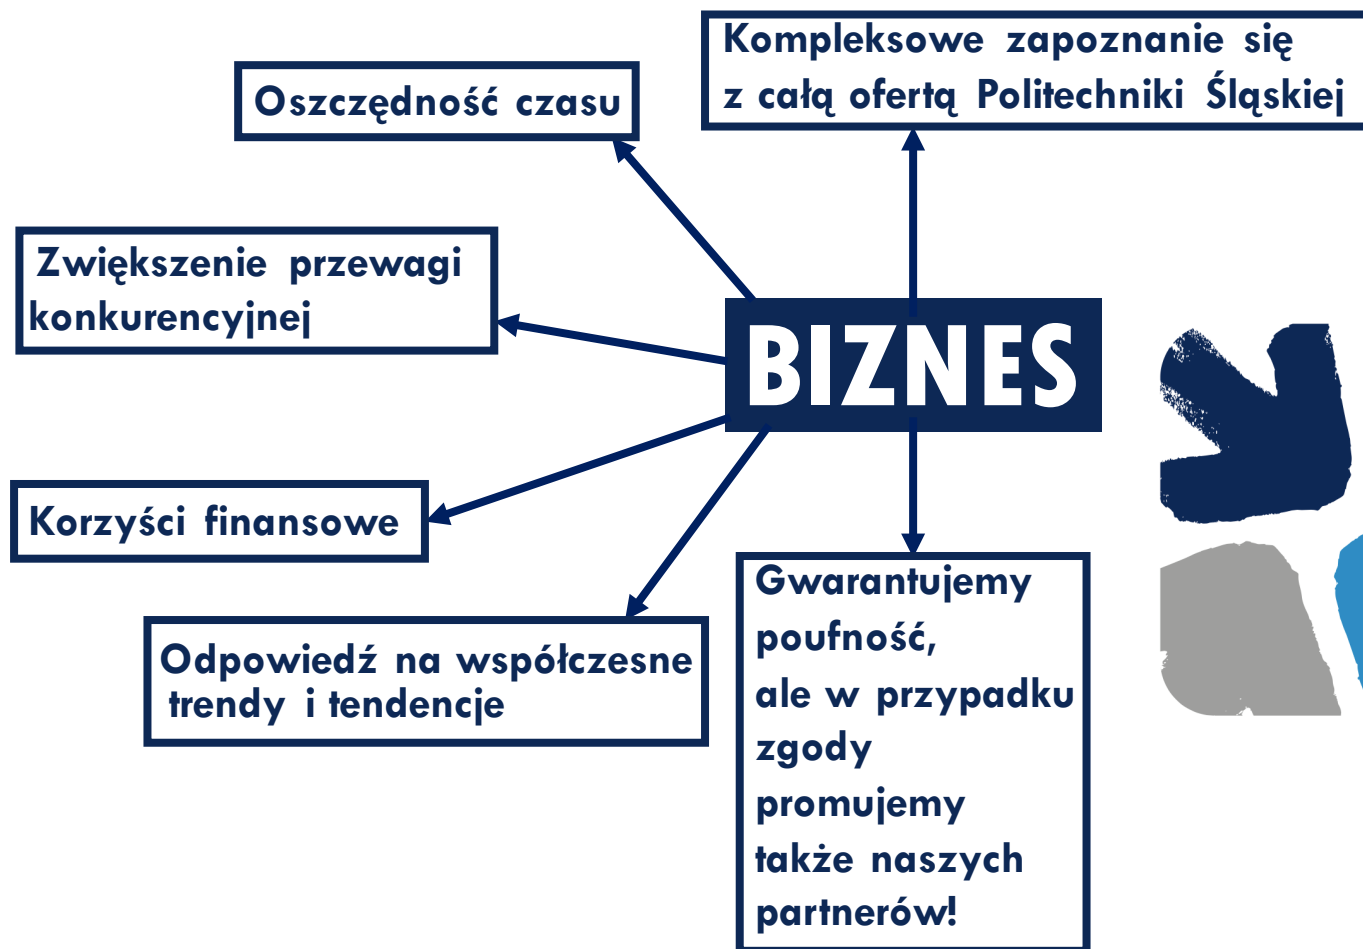 Kompleksowe zapoznanie się
z całą ofertą Politechniki Śląskiej
Oszczędność czasu
Zwiększenie przewagi
konkurencyjnej
BIZNES
Korzyści finansowe
Odpowiedź na współczesne
trendy i tendencje
Gwarantujemy
poufność,
ale w przypadku
zgody
promujemy
także naszych
partnerów!